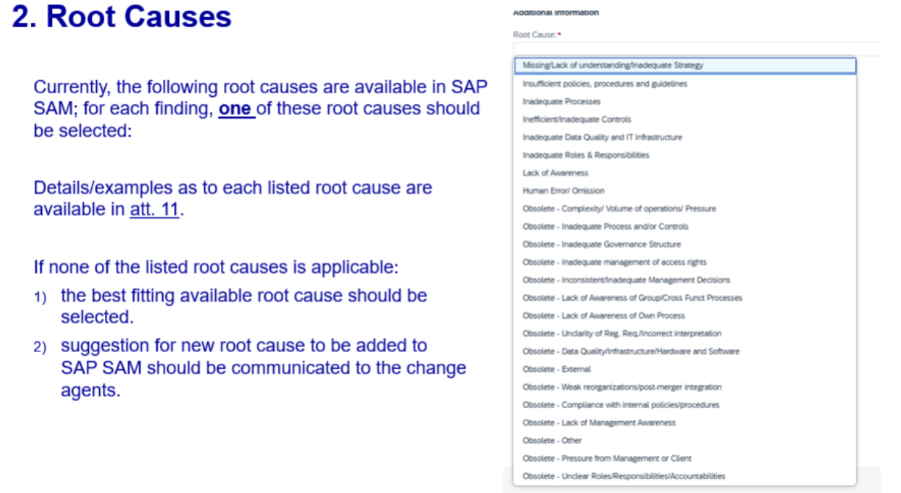 2. Root Causes
Currently, the following root causes are available in SAP
SAM; for each finding, one of these root causes should
be selected:
Details/examples as to each listed root cause are
available in att. 11.
If none of the listed root causes is applicable:
1) the best fitting available root cause should be
selected.
2) suggestion for new root cause to be added to
SAP SAM should be communicated to the change
agents.
Additional Information
Root Cause:*
Missing/Lack of understanding/Inadequate Strategy
Insufficient policies, procedures and guidelines
Inadequate Processes
Inefficient/Inadequate Controls
Inadequate Data Quality and IT Infrastructure
Inadequate Roles & Responsibilities
Lack of Awareness
Human Error/ Omission
Obsolete - Complexity/ Volume of operations/ Pressure
Obsolete - Inadequate Process and/or Controls
Obsolete - Inadequate Governance Structure
Obsolete - Inadequate management of access rights
Obsolete - Inconsistent/Inadequate Management Decisions
Obsolete - Lack of Awareness of Group/Cross Funct Processes
Obsolete - Lack of Awareness of Own Process
Obsolete - Unclarity of Reg. Req./Incorrect interpretation
Obsolete - Data Quality/Infrastructure/Hardware and Software
Obsolete - External
Obsolete - Weak reorganizations/post-merger integration
Obsolete - Compliance with internal policies/procedures
Obsolete - Lack of Management Awareness
Obsolete - Other
Obsolete - Pressure from Management or Client
Obsolete - Unclear Roles/Responsibilities/Accountabilities